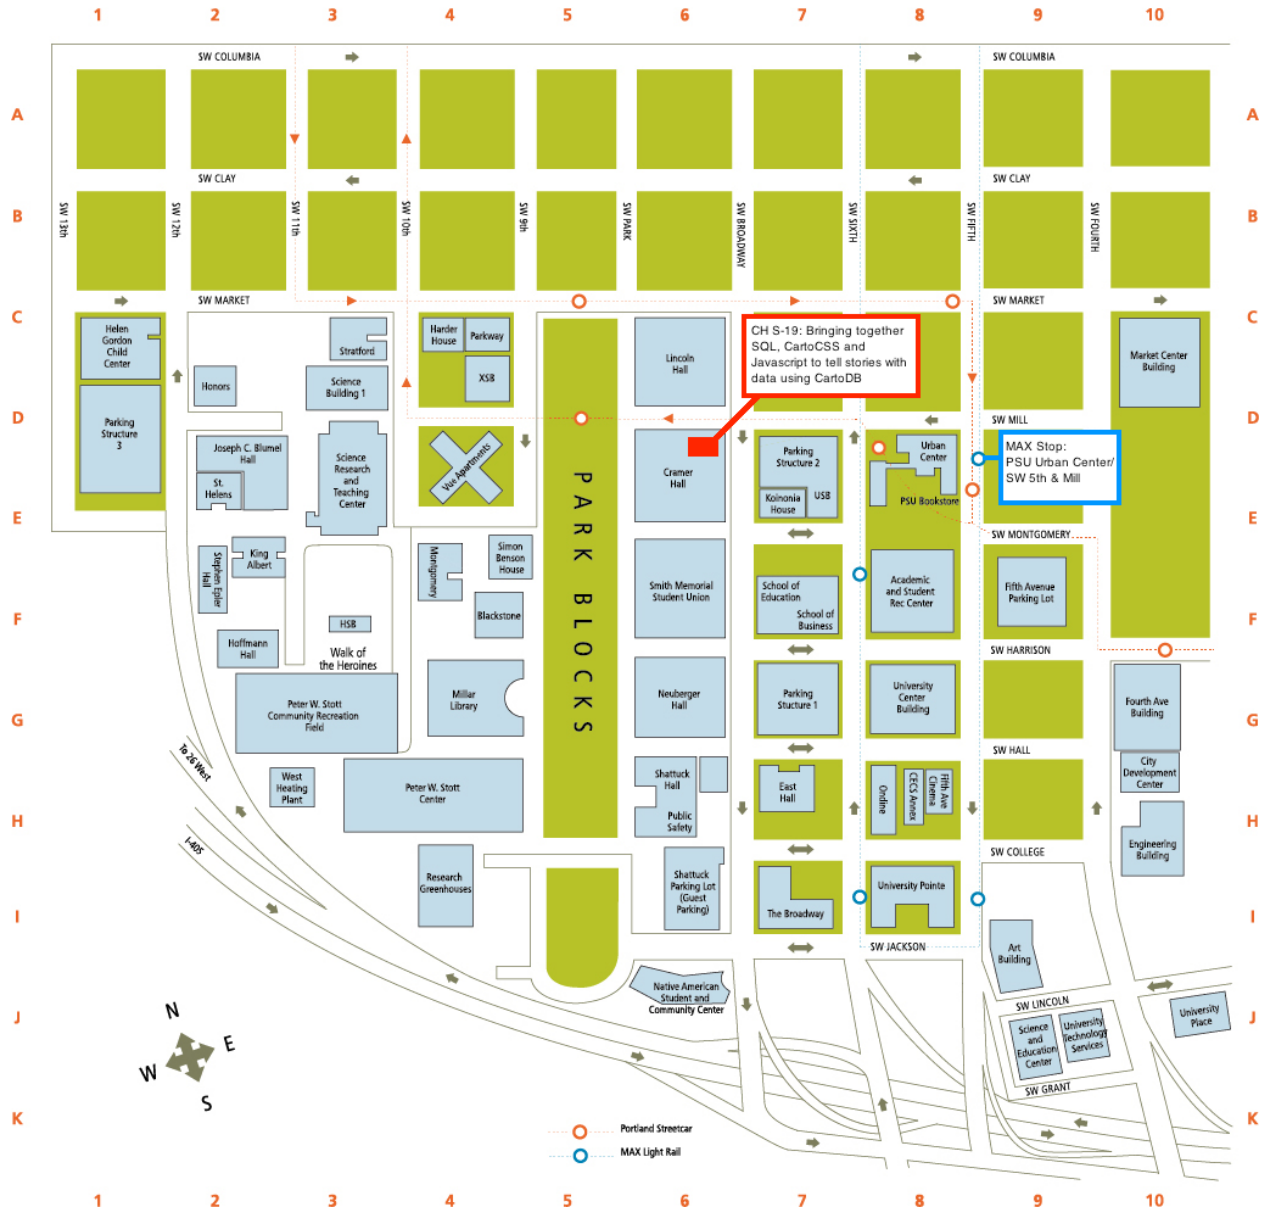 1 2 3 4 5 6 7 8 9 10
SW COLUMBIA
SW COLUMBIA
A
A
SW CLAY
SW CLAY
B
B
SW 13th
SW 12th
SW 11th
SW 10th
SW 9th
SW PARK
SW BROADWAY
SW SIXTH
SW FIFTH
SW FOURTH
SW MARKET
SW MARKET
C
C
Helen
Gordon
Child
Center
Stratford
Harder
House
Parkway
XSB
Lincoln
Hall
CH S-19: Bringing together
SQL, CartoCSS and
Javascript to tell stories with
data using CartoDB
Market Center
Building
Honors
Science
Building 1
D
D
SW MILL
Parking
Structure
3
Joseph C. Blumel
Hall
St.
Helens
Science
Research
and
Teaching
Center
Vue Apartments
PARK BLOCKS
Cramer
Hall
Parking
Structure 2
Koinonia
House
USB
Urban
Center
PSU Bookstore
MAX Stop:
PSU Urban Center/
SW 5th & Mill
E
E
SW MONTGOMERY
Stephen Epler
Hall
King
Albert
Montgomery
Simon
Benson
House
Blackstone
Smith Memorial
Student Union
School of
Education
School of
Business
Academic
and Student
Rec Center
Fifth Avenue
Parking Lot
F
F
HSB
Hoffmann
Hall
Walk of
the Heroines
SW HARRISON
Peter W. Stott
Community Recreation
Field
Millar
Library
Neuberger
Hall
Parking
Stucture 1
University
Center
Building
Fourth Ave
Building
G
G
To 26 West
SW HALL
West
Heating
Plant
Peter W. Stott
Center
Shattuck
Hall
Public
Safety
East
Hall
Ondine
CECS Annex
Fifth Ave
Cinema
City
Development
Center
H
H
I-405
SW COLLEGE
Engineering
Building
Research
Greenhouses
Shattuck
Parking Lot
(Guest
Parking)
The Broadway
University Pointe
I
I
SW JACKSON
Art
Building
Native American
Student and
Community Center
SW LINCOLN
Science
and
Education
Center
University
Technology
Services
University
Place
J
J
N
E
W
S
SW GRANT
K
K
Portland Streetcar
MAX Light Rail
1 2 3 4 5 6 7 8 9 10